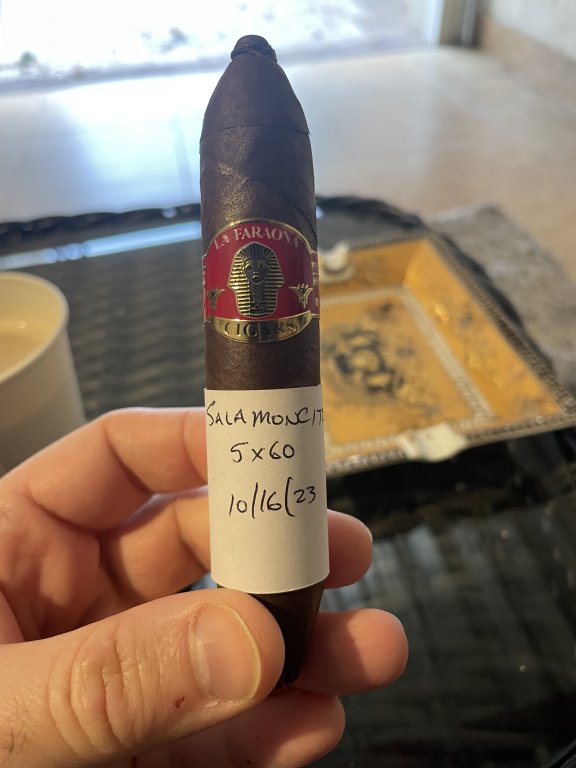 LA FARAONA
CIGARS
SALAMONCITO
5x60
10/16/23